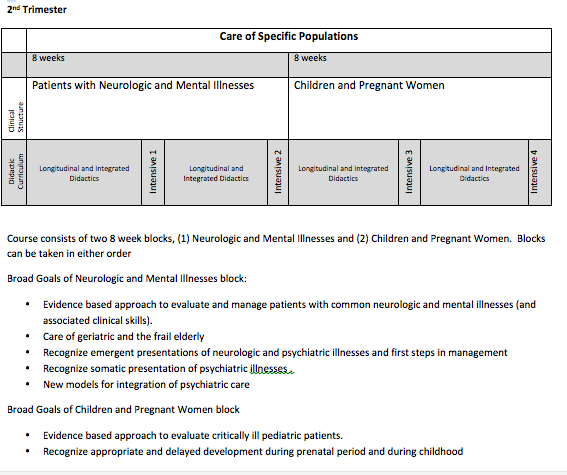 2nd Trimester
Care of Specific Populations
8 weeks
8 weeks
Clinical Structure
Patients with Neurologic and Mental Illnesses
Children and Pregnant Women
Didactic Curriculum
Longitudinal and Integrated
Didactics
Intensive 1
Longitudinal and
Integrated Didactics
Intensive 2
Longitudinal and Integrated
Didactics
Intensive 3
Longitudinal and Integrated
Didactics
Intensive 4
Course consists of two 8 week blocks, (1) Neurologic and Mental Illnesses and (2) Children and Pregnant Women. Blocks
can be taken in either order
Broad Goals of Neurologic and Mental Illnesses block:
• Evidence based approach to evaluate and manage patients with common neurologic and mental illnesses (and
associated clinical skills).
• Care of geriatric and the frail elderly
• Recognize emergent presentations of neurologic and psychiatric illnesses and first steps in management
• Recognize somatic presentation of psychiatric illnesses.
• New models for integration of psychiatric care
Broad Goals of Children and Pregnant Women block
• Evidence based approach to evaluate critically ill pediatric patients.
• Recognize appropriate and delayed development during prenatal period and during childhood